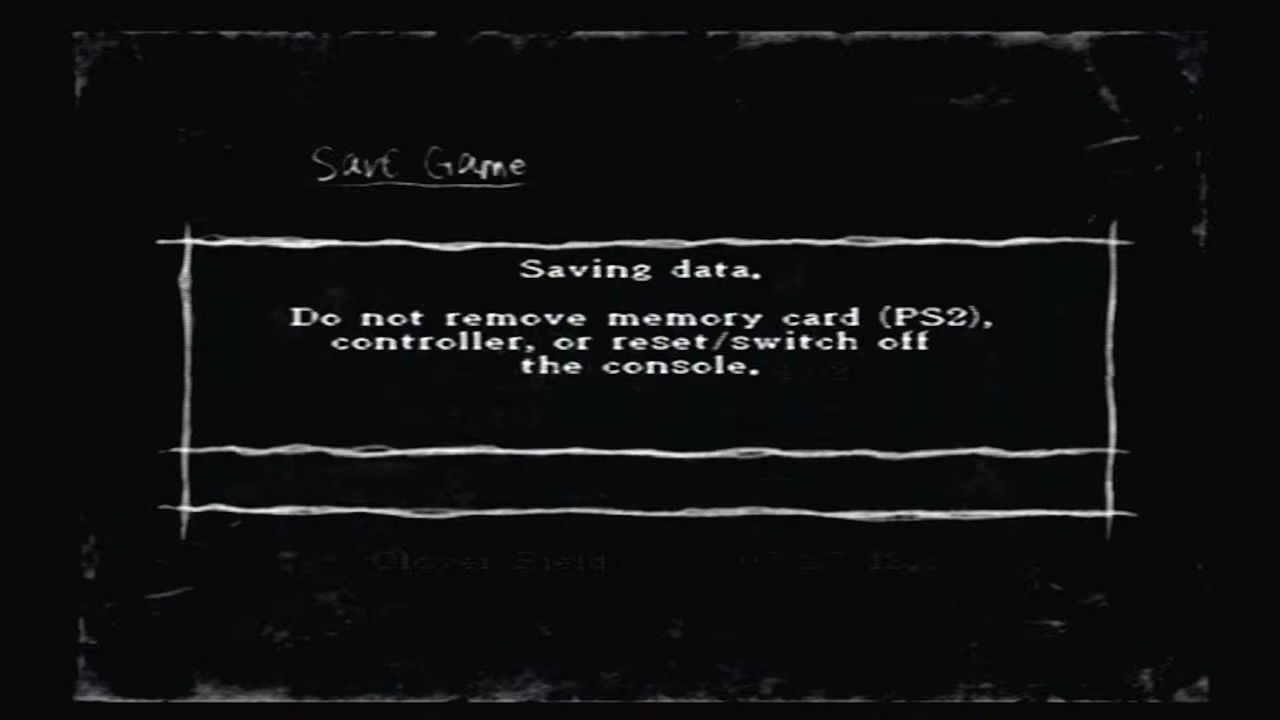 Save Game
Saving data.
Do not remove memory card (PS2),
controller, or reset/switch off
the console.